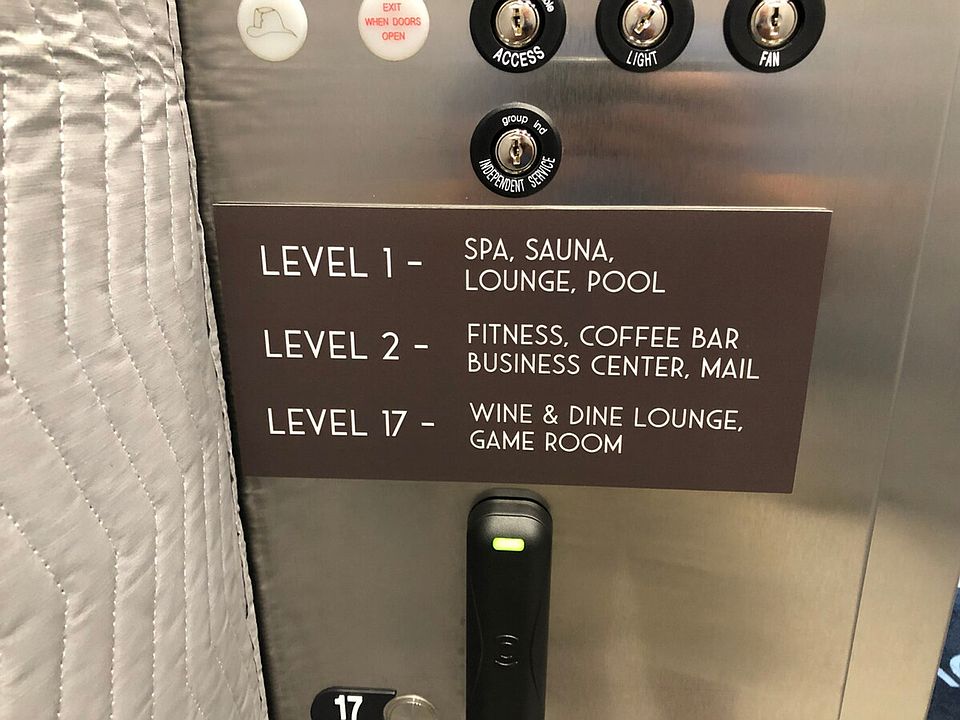 EXIT
WHEN DOORS
OPEN
ACCESS
LIGHT
FAN
group ind
INDEPENDENT SERVICE
LEVEL 1 - SPA, SAUNA,
LOUNGE, POOL
LEVEL 2 - FITNESS, COFFEE BAR
BUSINESS CENTER, MAIL
LEVEL 17 - WINE & DINE LOUNGE,
GAME ROOM
17